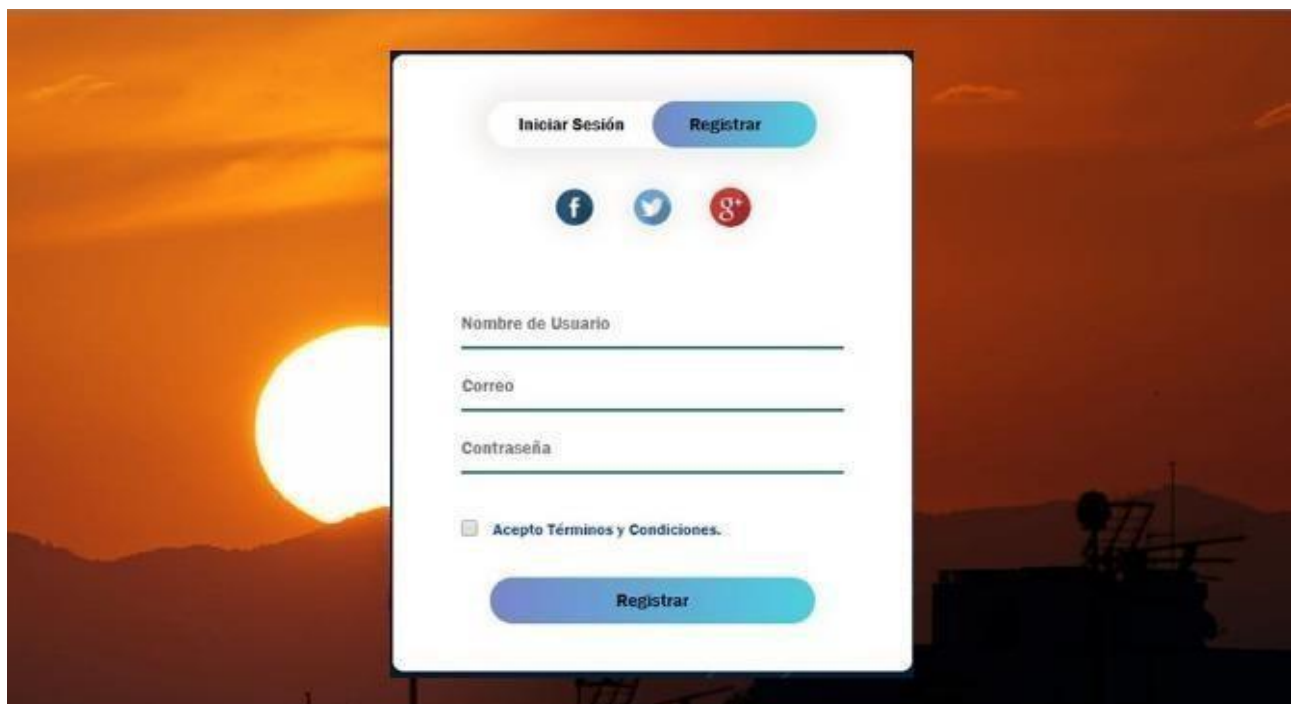 Iniciar Sesión Registrar
f g+
Nombre de Usuario
Correo
Contraseña
Acepto Términos y Condiciones.
Registrar